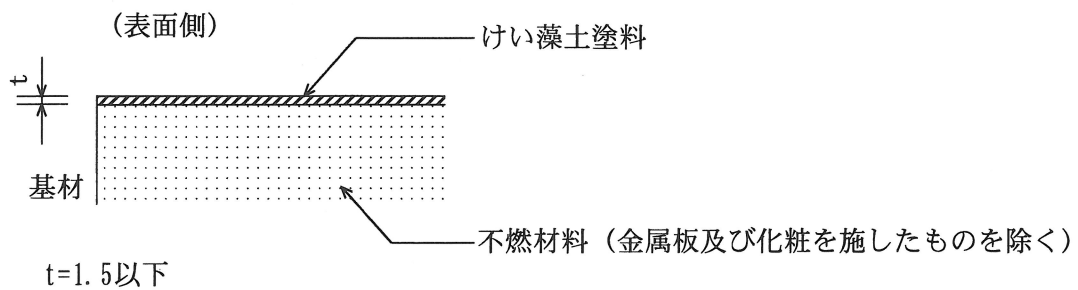 (表面側)
けい藻土塗料
t
基材
不燃材料 (金属板及び化粧を施したものを除く)
t=1.5以下